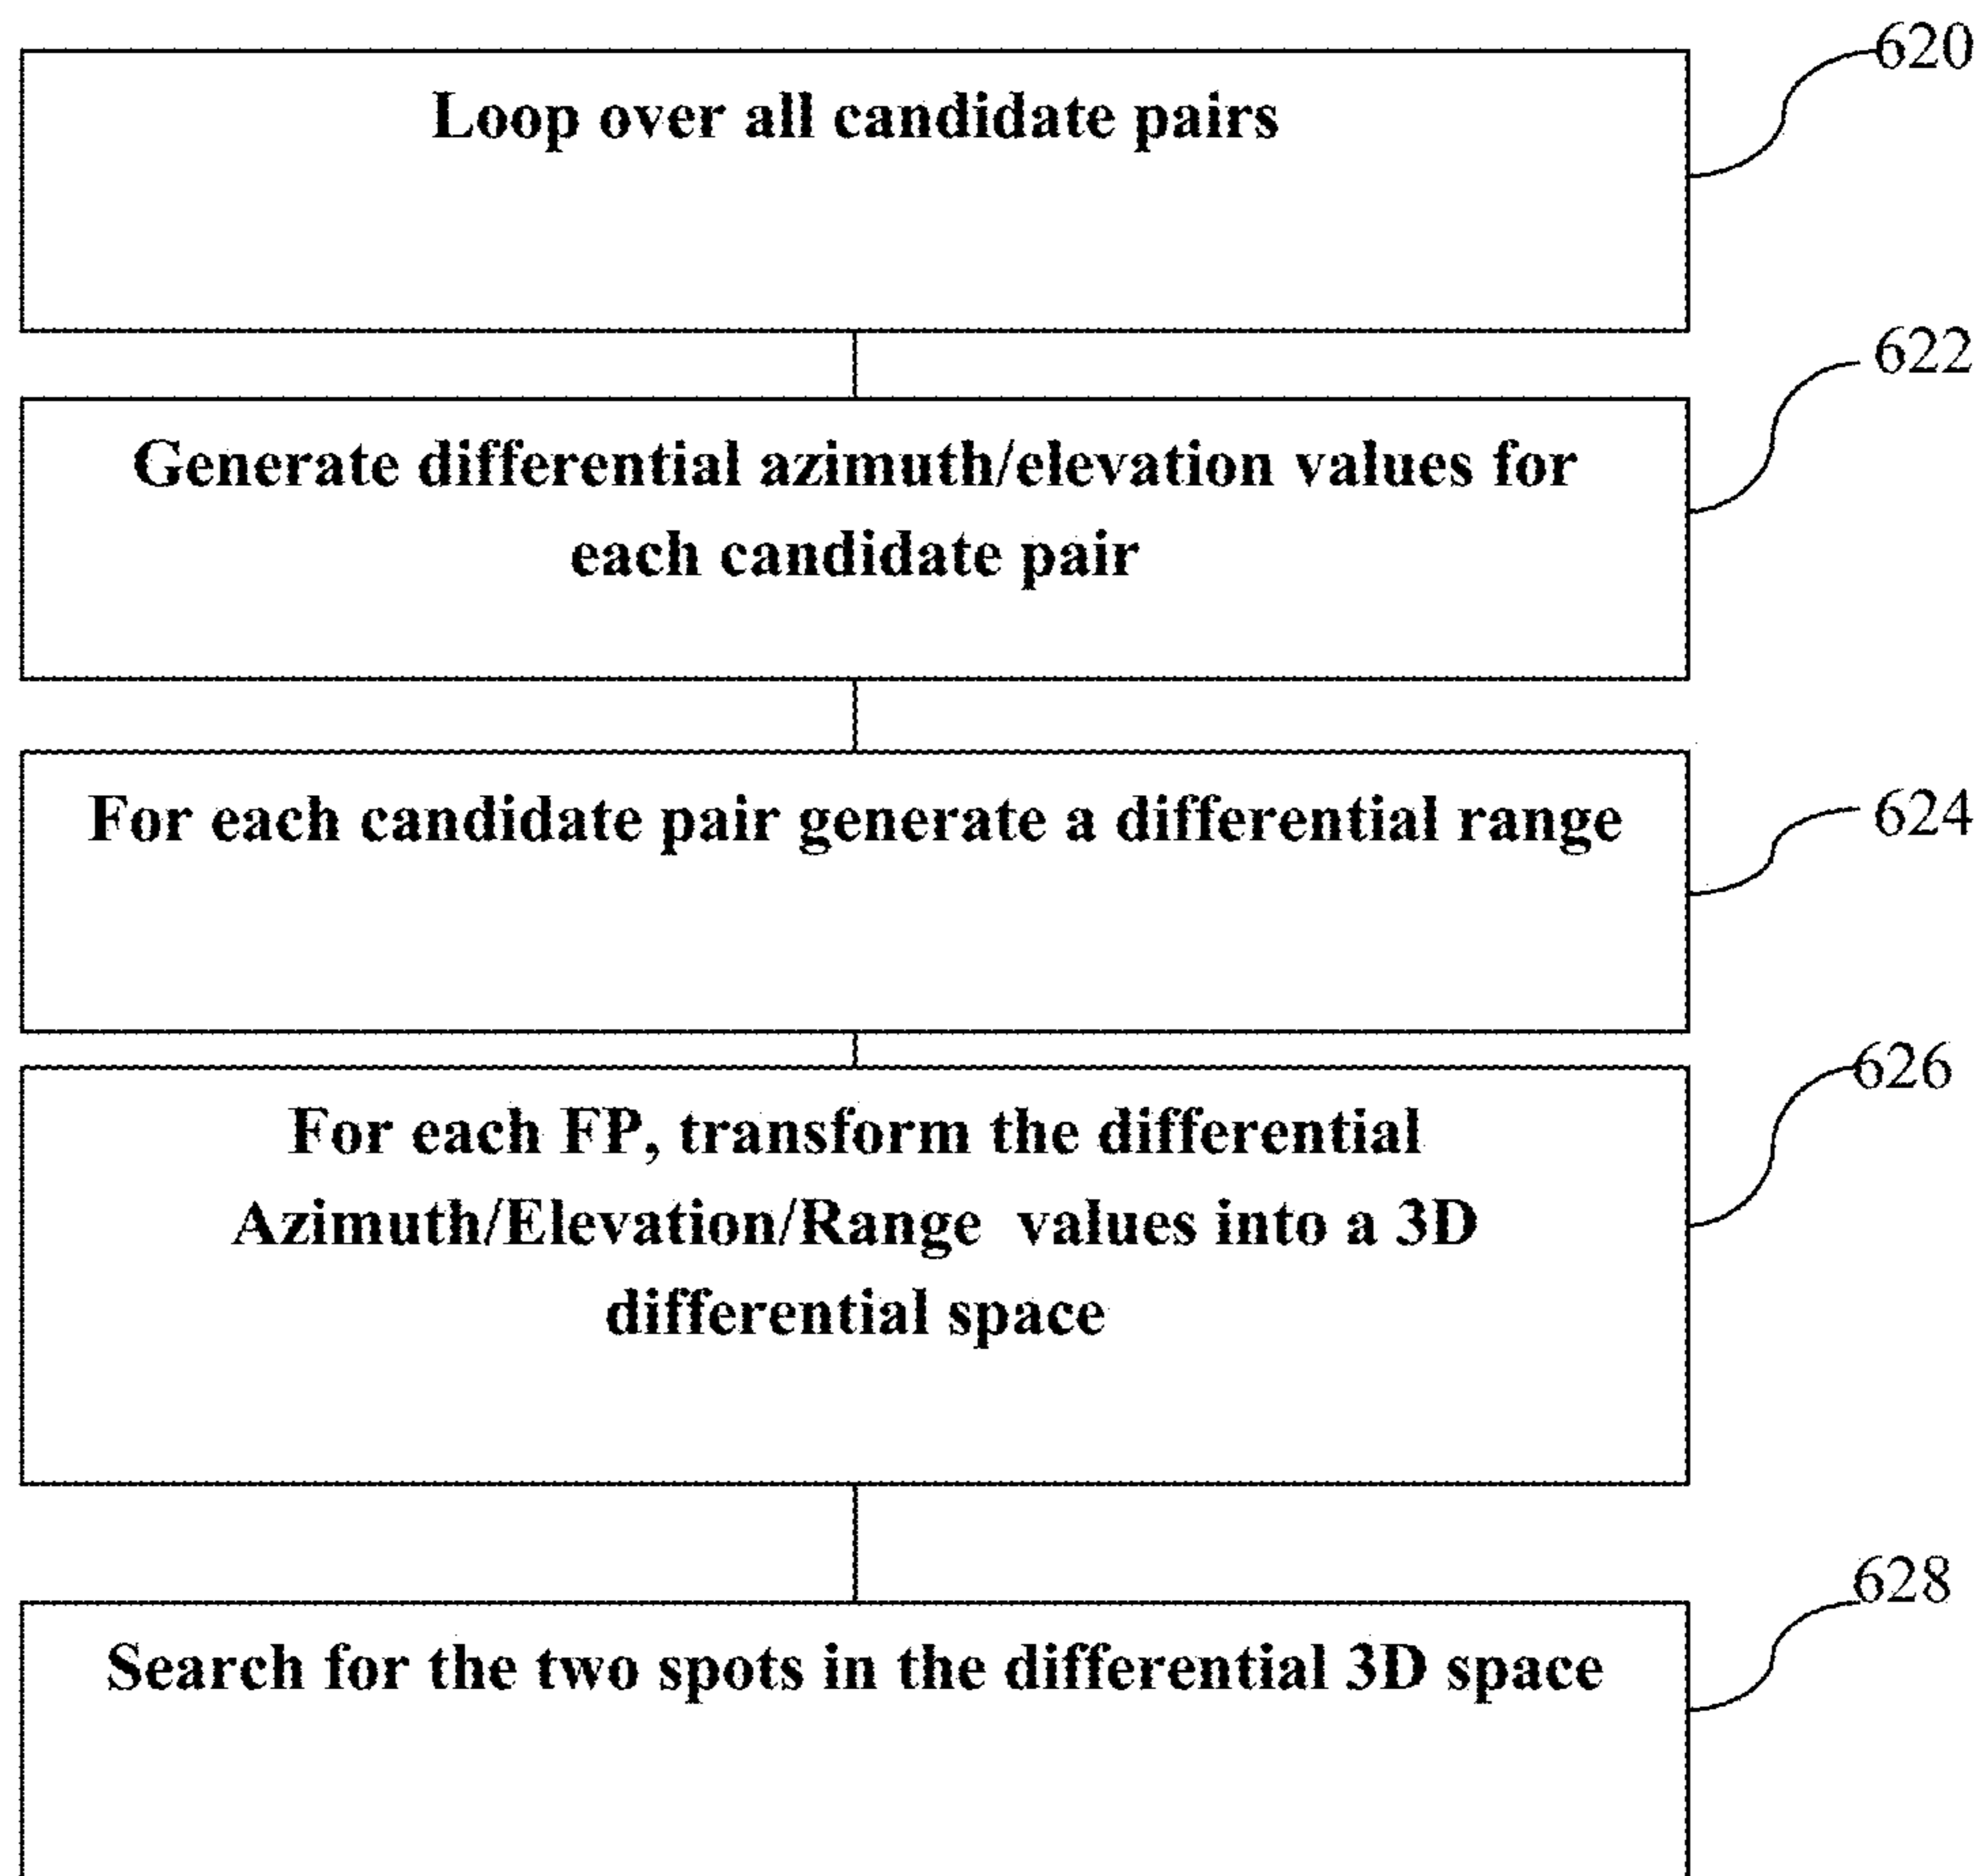 620
Loop over all candidate pairs
622
Generate differential azimuth/elevation values for
each candidate pair
624
For each candidate pair generate a differential range
626
For each FP, transform the differential
Azimuth/Elevation/Range values into a 3D
differential space
628
Search for the two spots in the differential 3D space